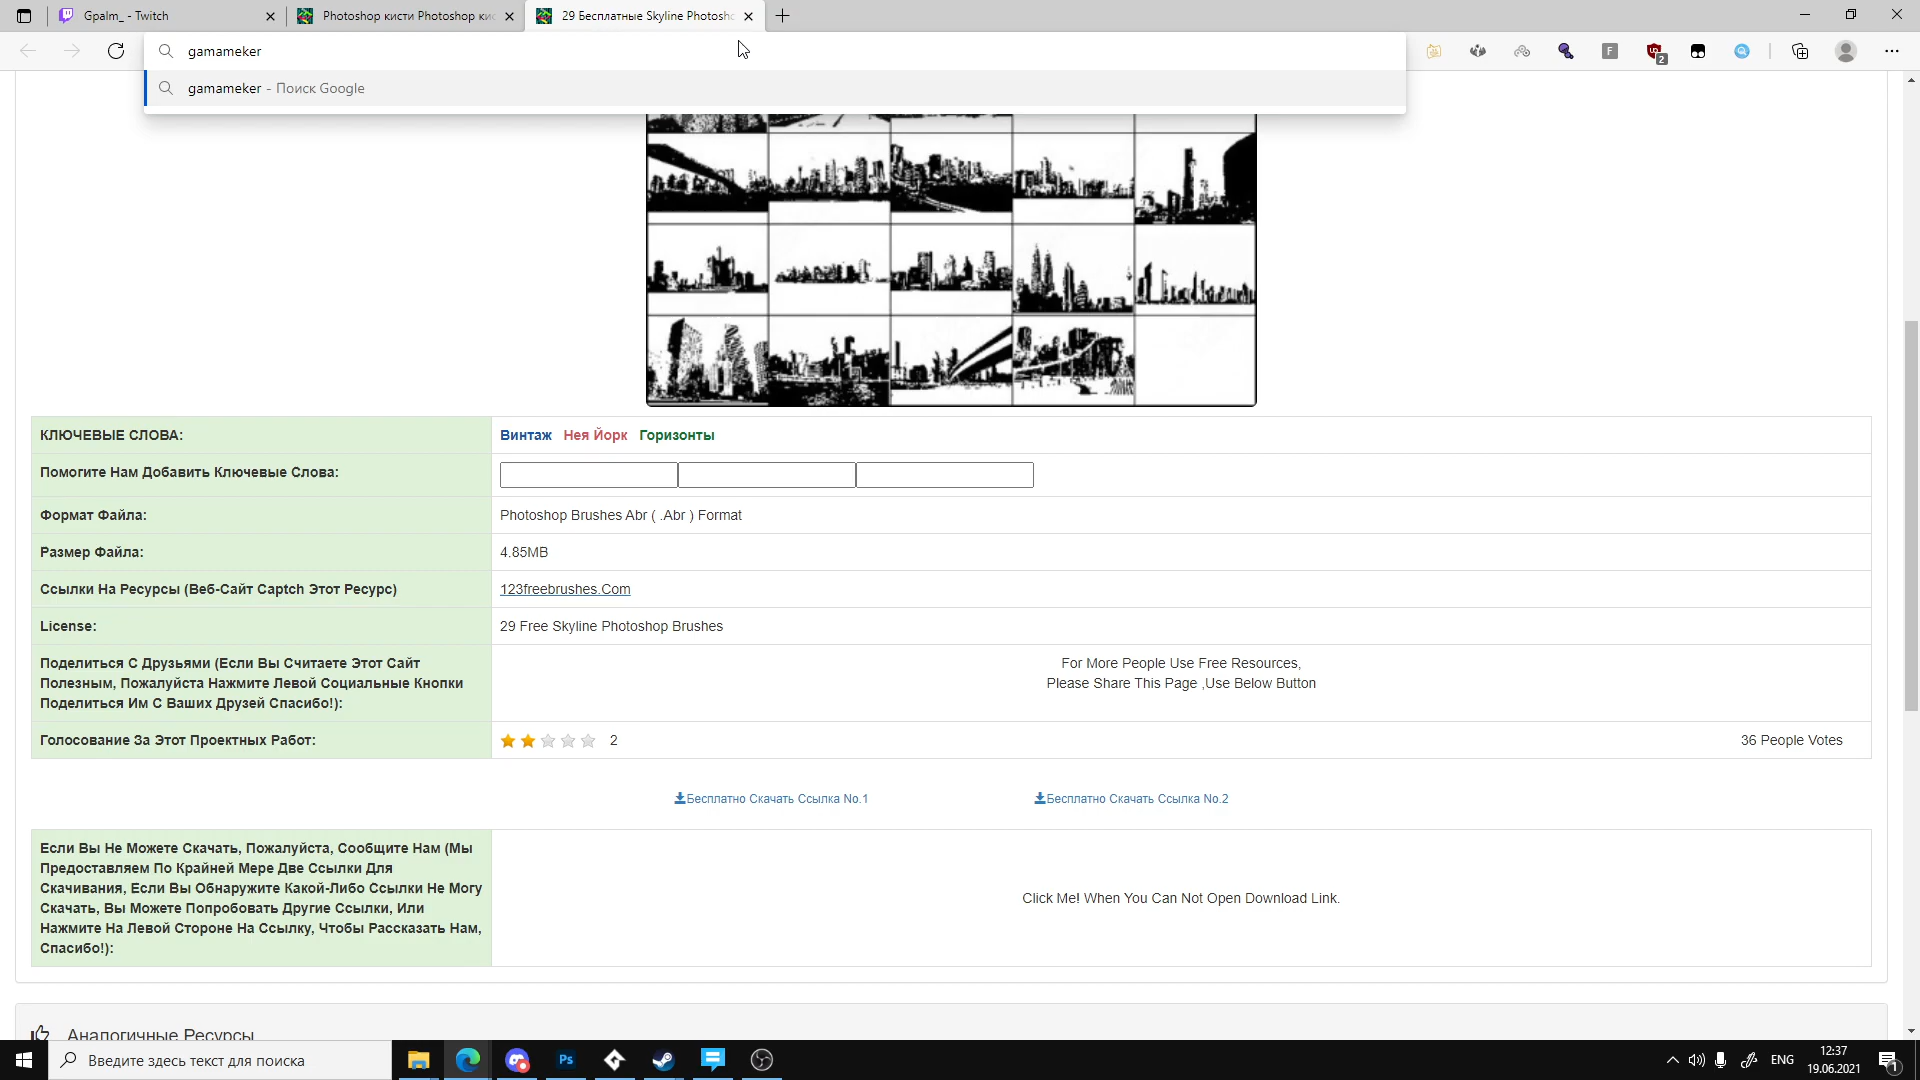 Gpalm_ - Twitch
Photoshop кисти Photoshop ки
29 Бесплатные Skyline Photosh
gamameker
gamameker - Поиск Google
КЛЮЧЕВЫЕ СЛОВА:
Винтаж Нея Йорк Горизонты
Помогите Нам Добавить Ключевые Слова:
Формат Файла:
Photoshop Brushes Abr ( .Abr ) Format
Размер Файла:
4.85MB
Ссылки На Ресурсы (Веб-Сайт Captch Этот Ресурс)
123freebrushes.Com
License:
29 Free Skyline Photoshop Brushes
Поделиться С Друзьями (Если Вы Считаете Этот Сайт
Полезным, Пожалуйста Нажмите Левой Социальные Кнопки
Поделиться Им С Ваших Друзей Спасибо!):
For More People Use Free Resources,
Please Share This Page ,Use Below Button
Голосование За Этот Проектных Работ:
2
36 People Votes
Бесплатно Скачать Ссылка No.1
Бесплатно Скачать Ссылка No.2
Если Вы Не Можете Скачать, Пожалуйста, Сообщите Нам (Мы
Предоставляем По Крайней Мере Две Ссылки Для
Скачивания, Если Вы Обнаружите Какой-Либо Ссылки Не Могу
Скачать, Вы Можете Попробовать Другие Ссылки, Или
Нажмите На Левой Стороне На Ссылку, Чтобы Рассказать Нам,
Спасибо!):
Click Me! When You Can Not Open Download Link.
Аналогичные Ресурсы
Введите здесь текст для поиска
Ps
ENG
12:37
19.06.2021
1